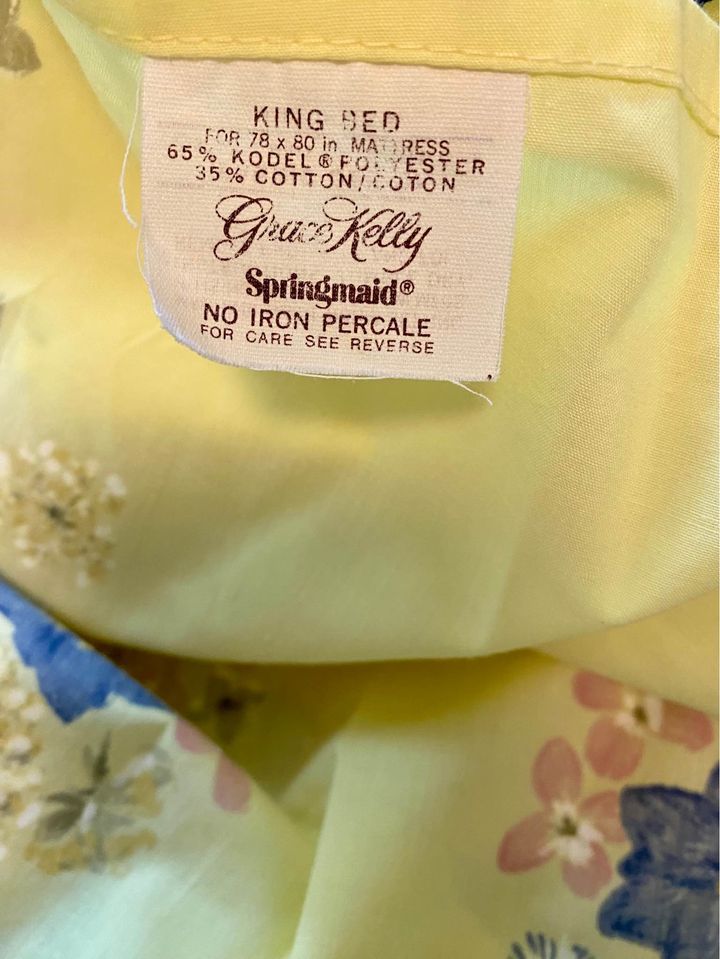 KING BED
FOR 78 x 80 in. MATTRESS
65% KODEL® POLYESTER
35% COTTON/COTON
Grace Kelly
Springmaid®
NO IRON PERCALE
FOR CARE SEE REVERSE